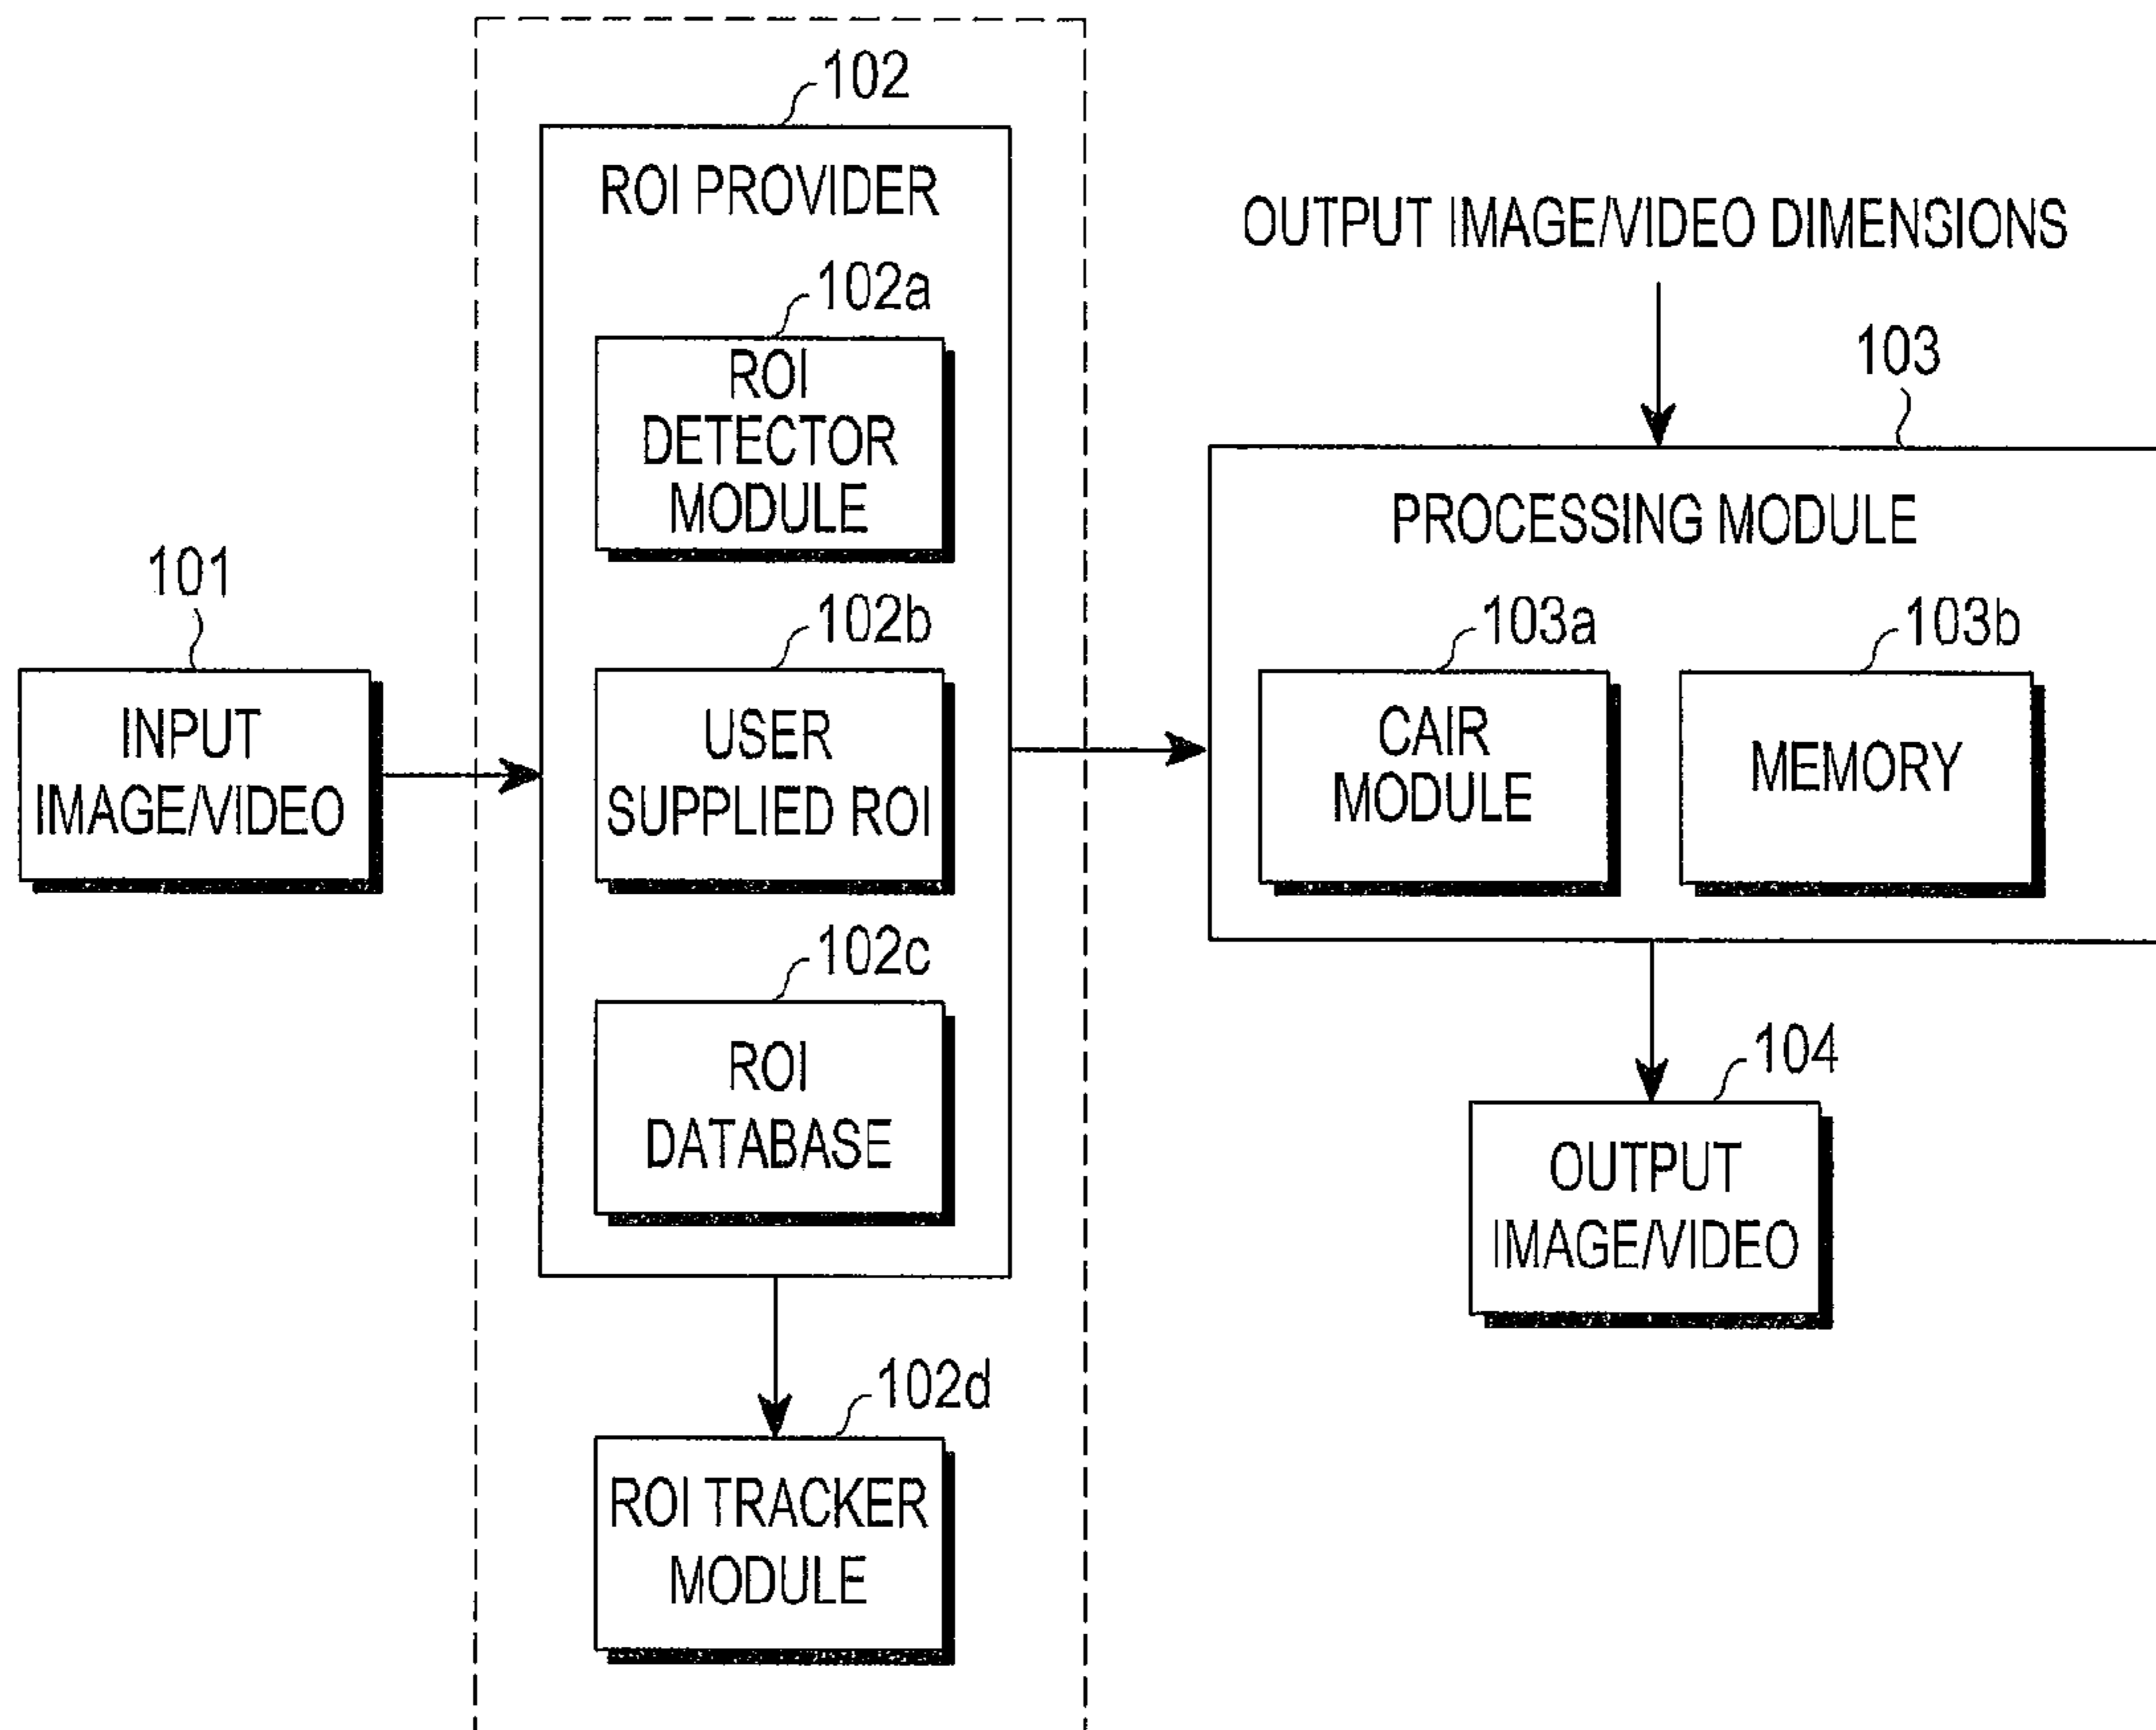 102
ROI PROVIDER
102a
ROI
DETECTOR
MODULE
102b
USER
SUPPLIED ROI
102c
ROI
DATABASE
102d
ROI TRACKER
MODULE
101
INPUT
IMAGE/VIDEO
OUTPUT IMAGE/VIDEO DIMENSIONS
103
PROCESSING MODULE
103a
CAIR
MODULE
103b
MEMORY
104
OUTPUT
IMAGE/VIDEO